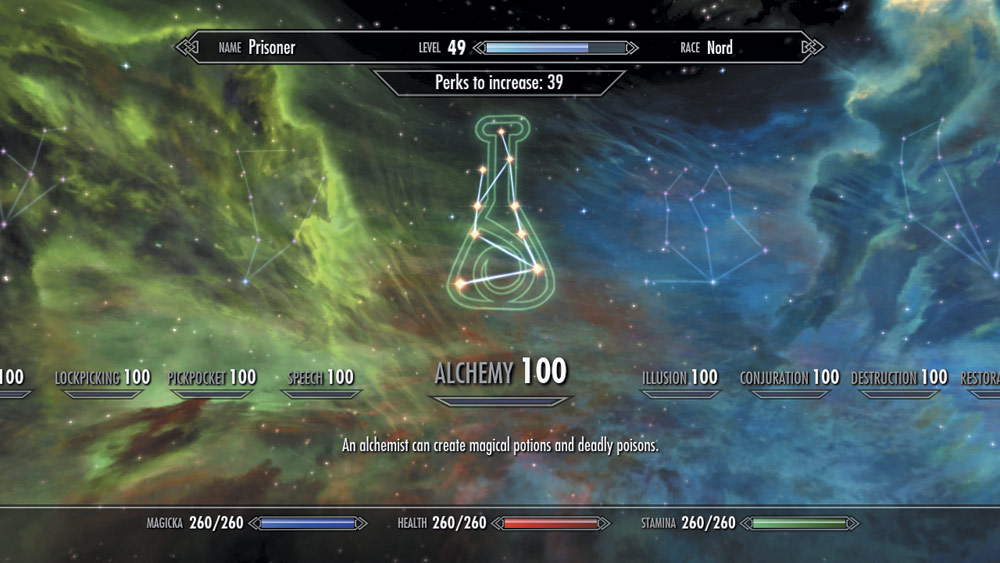 NAME Prisoner LEVEL 49 RACE Nord
Perks to increase: 39
100 LOCKPICKING 100 PICKPOCKET 100 SPEECH 100 ALCHEMY 100 ILLUSION 100 CONJURATION 100 DESTRUCTION 100 RESTORA
An alchemist can create magical potions and deadly poisons.
MAGICKA 260/260 HEALTH 260/260 STAMINA 260/260